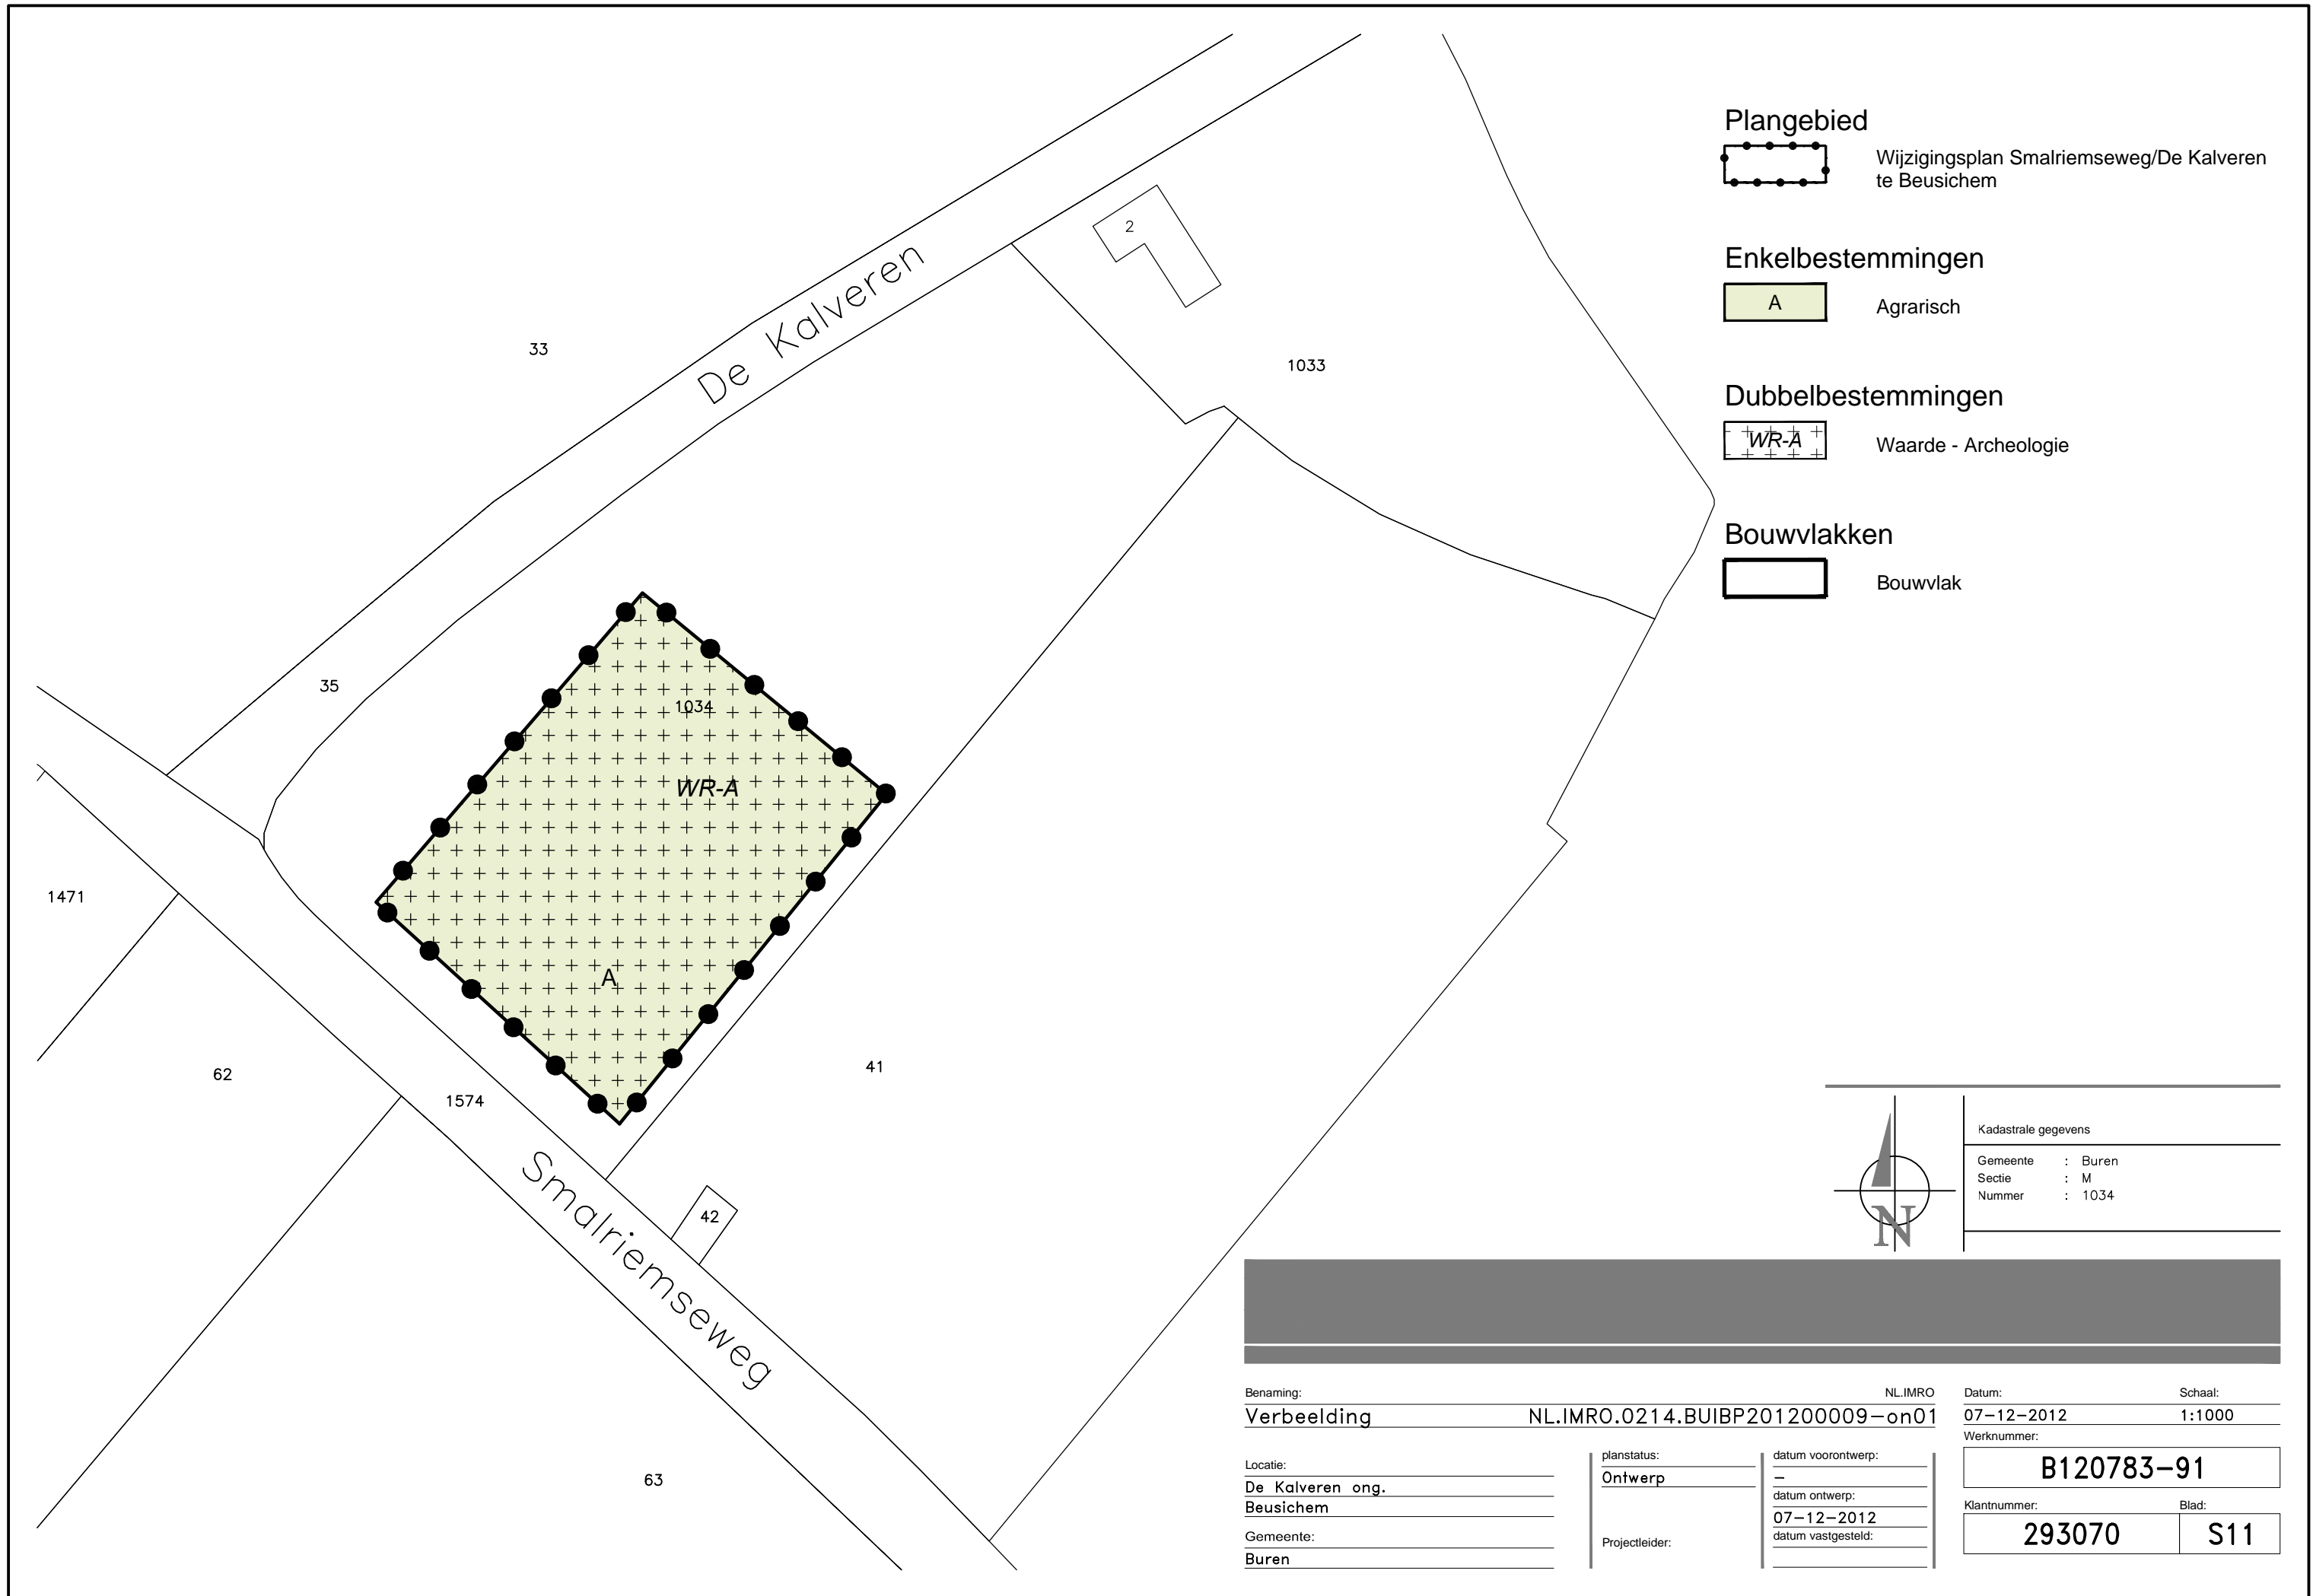 Plangebied
Wijzigingsplan Smalriemseweg/De Kalveren
te Beusichem
Enkelbestemmingen
A
Agrarisch
Dubbelbestemmingen
WR-A
Waarde - Archeologie
Bouwvlakken
Bouwvlak
2
De Kalveren
33
1033
35
1034
WR-A
1471
A
62
41
1574
Smalriemseweg
42
63
N
Kadastrale gegevens
Gemeente : Buren
Sectie : M
Nummer : 1034
Benaming: NL.IMRO
Verbeelding NL.IMRO.0214.BUIBP201200009-on01
Datum: Schaal:
07-12-2012 1:1000
Werknummer:
B120783-91
Klantnummer: Blad:
293070 S11
Locatie:
De Kalveren ong.
Beusichem
Gemeente:
Buren
planstatus:
Ontwerp
Projectleider:
datum voorontwerp:
-
datum ontwerp:
07-12-2012
datum vastgesteld: